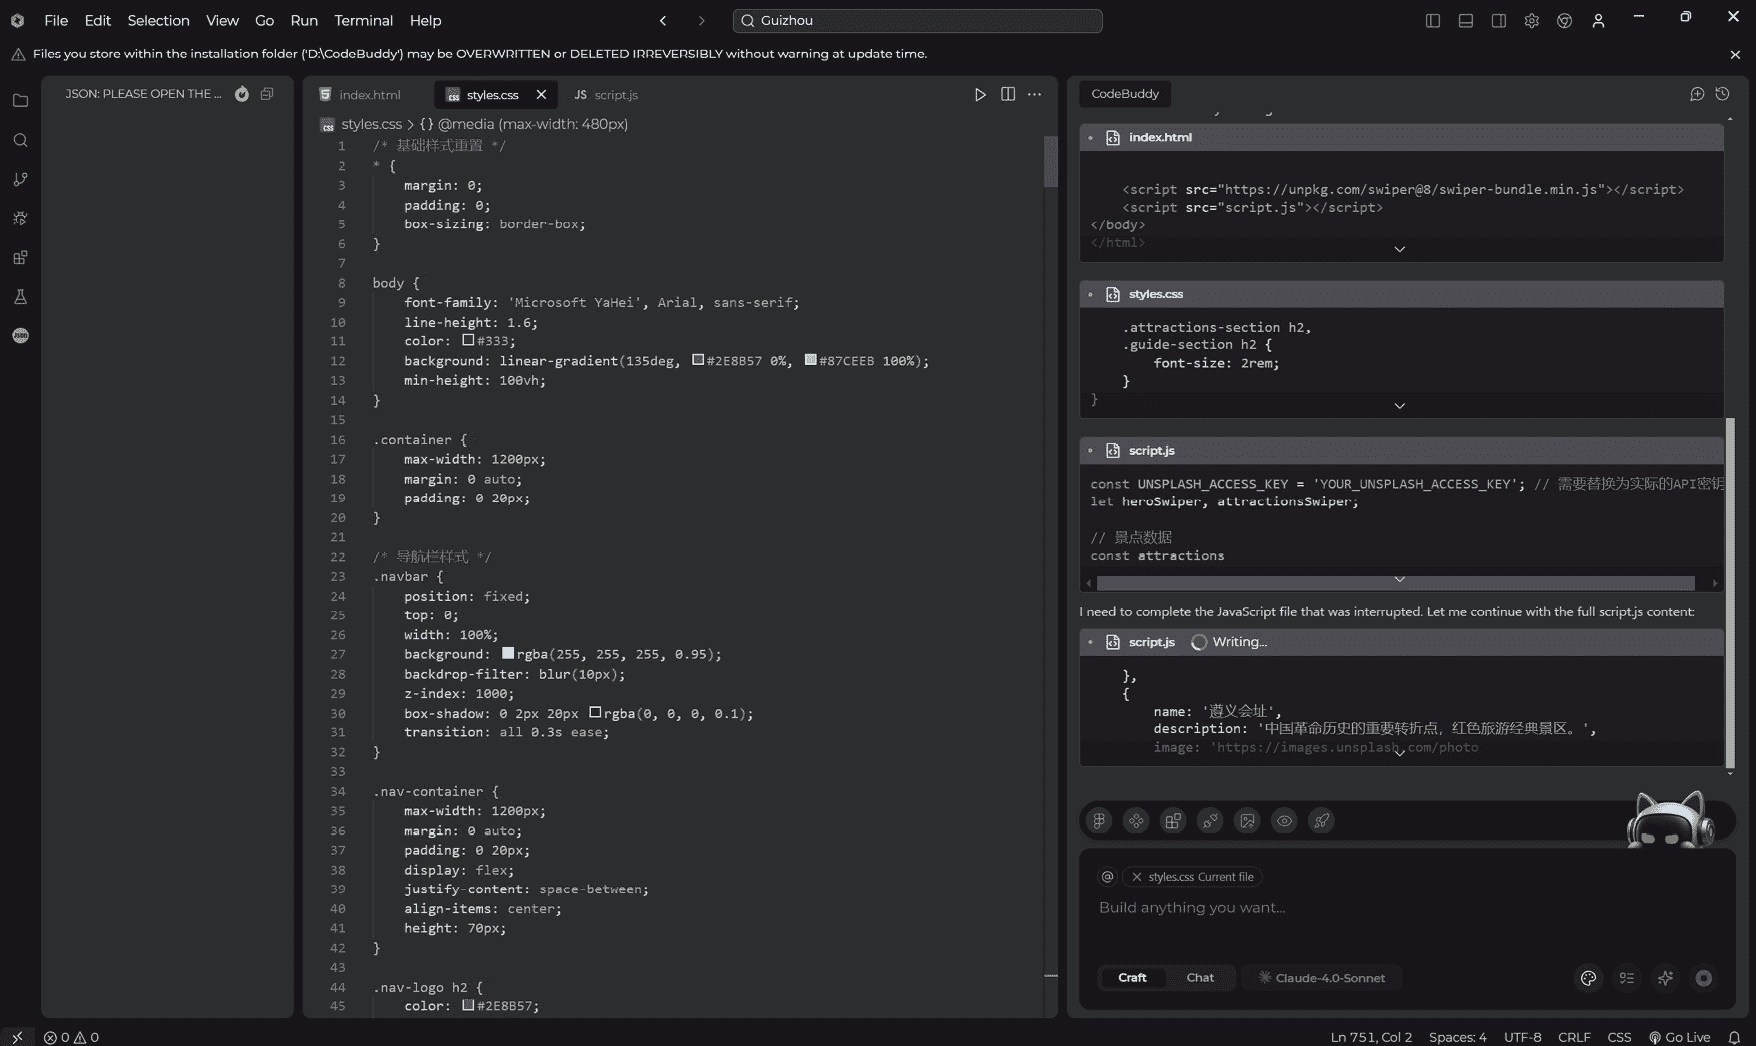 File Edit Selection View Go Run Terminal Help
Guizhou
Files you store within the installation folder ('D:\CodeBuddy') may be OVERWRITTEN or DELETED IRREVERSIBLY without warning at update time.
JSON: PLEASE OPEN THE ...
index.html
styles.css
JS script.js
styles.css > {} @media (max-width: 480px)
1 /* 基础样式重置 */
2 * {
3 margin: 0;
4 padding: 0;
5 box-sizing: border-box;
6 }
7
8 body {
9 font-family: 'Microsoft YaHei', Arial, sans-serif;
10 line-height: 1.6;
11 color: #333;
12 background: linear-gradient(135deg, #2E8B57 0%, #87CEEB 100%);
13 min-height: 100vh;
14 }
15
16 .container {
17 max-width: 1200px;
18 margin: 0 auto;
19 padding: 0 20px;
20 }
21
22 /* 导航栏样式 */
23 .navbar {
24 position: fixed;
25 top: 0;
26 width: 100%;
27 background: rgba(255, 255, 255, 0.95);
28 backdrop-filter: blur(10px);
29 z-index: 1000;
30 box-shadow: 0 2px 20px rgba(0, 0, 0, 0.1);
31 transition: all 0.3s ease;
32 }
33
34 .nav-container {
35 max-width: 1200px;
36 margin: 0 auto;
37 padding: 0 20px;
38 display: flex;
39 justify-content: space-between;
40 align-items: center;
41 height: 70px;
42 }
43
44 .nav-logo h2 {
45 color: #2E8B57;
CodeBuddy
index.html
<script src="https://unpkg.com/swiper@8/swiper-bundle.min.js"></script>
<script src="script.js"></script>
</body>
</html>
styles.css
.attractions-section h2,
.guide-section h2 {
font-size: 2rem;
}
}
script.js
const UNSPLASH_ACCESS_KEY = 'YOUR_UNSPLASH_ACCESS_KEY'; // 需要替换为实际的API密钥
let heroSwiper, attractionsSwiper;
// 景点数据
const attractions
I need to complete the JavaScript file that was interrupted. Let me continue with the full script.js content:
script.js Writing...
},
{
name: '遵义会址',
description: '中国革命历史的重要转折点，红色旅游经典景区。',
image: 'https://images.unsplash.com/photo
@ styles.css Current file
Build anything you want...
Craft Chat Claude-4.0-Sonnet
0 0
Ln 751, Col 2 Spaces: 4 UTF-8 CRLF CSS Go Live